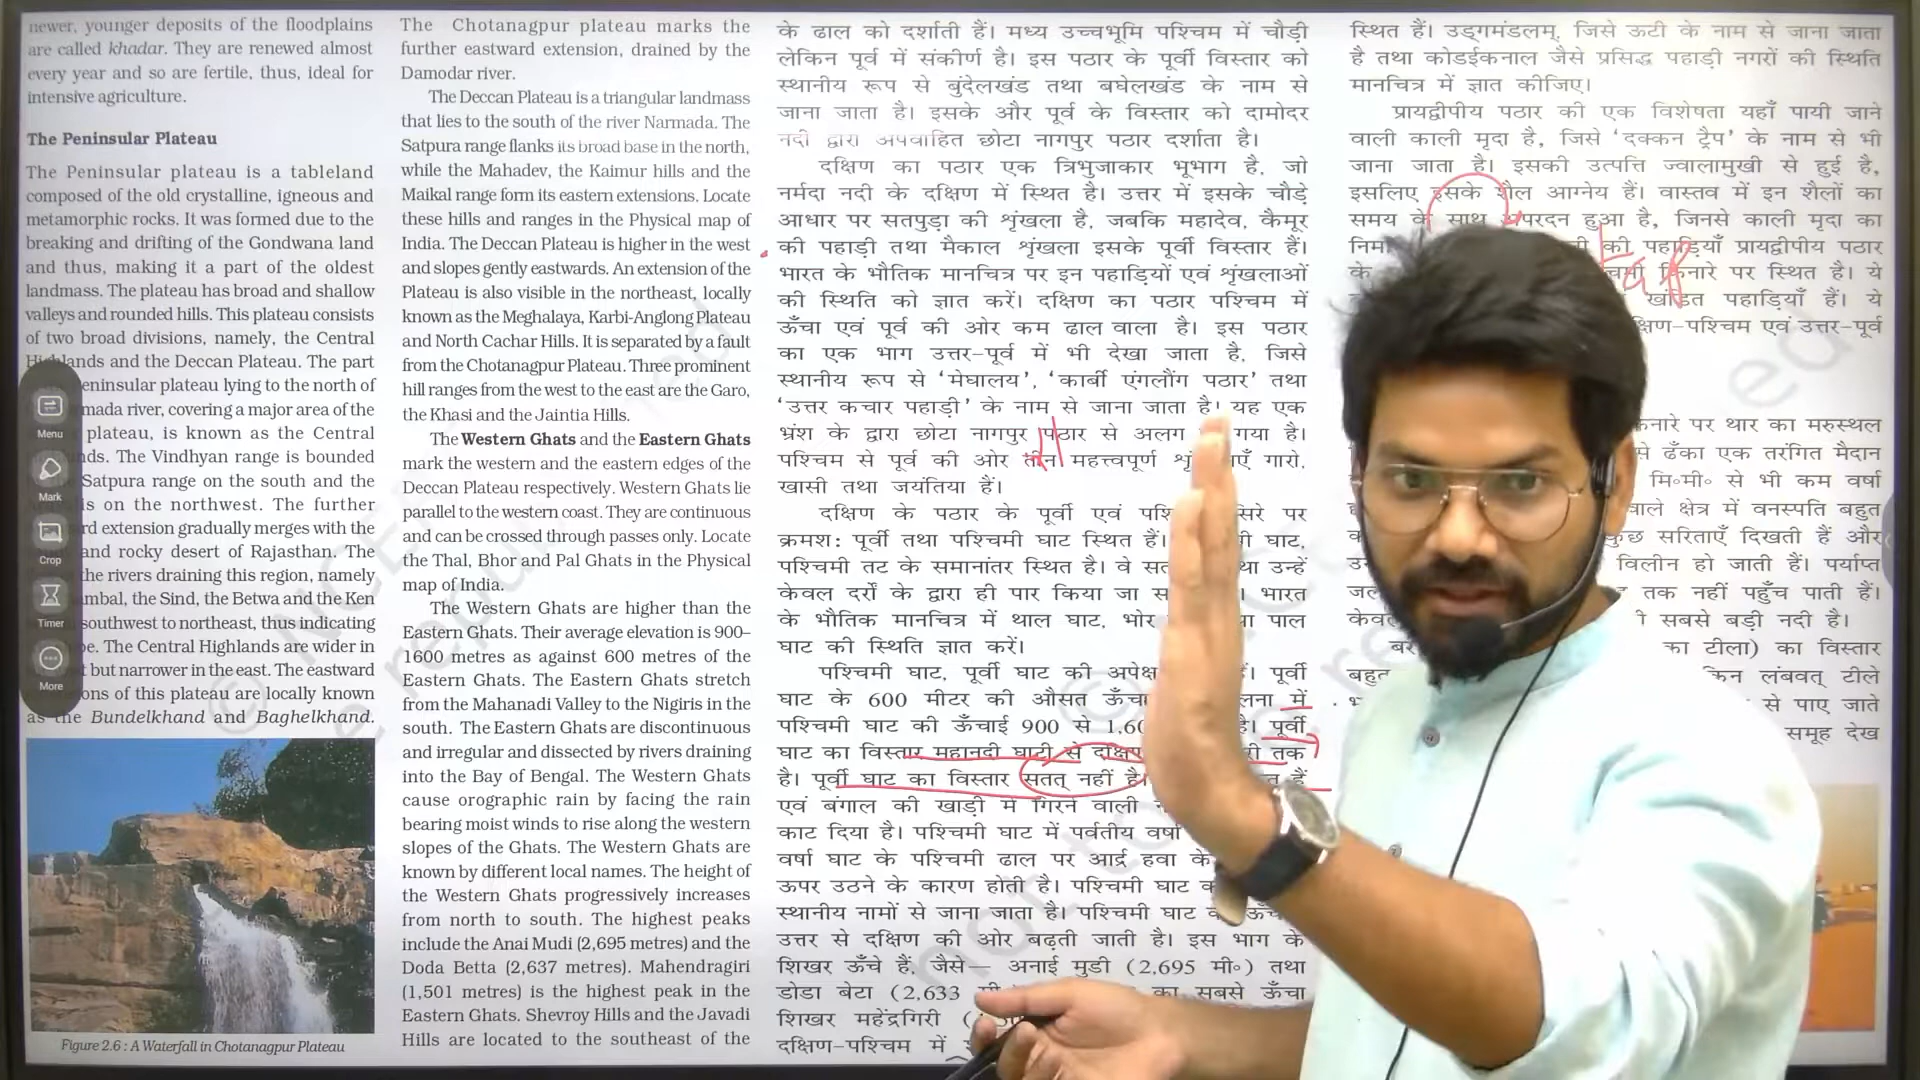 newer, younger deposits of the floodplains
are called khadar. They are renewed almost
every year and so are fertile, thus, ideal for
intensive agriculture.
The Peninsular Plateau
The Peninsular plateau is a tableland
composed of the old crystalline, igneous and
metamorphic rocks. It was formed due to the
breaking and drifting of the Gondwana land
and thus, making it a part of the oldest
landmass. The plateau has broad and shallow
valleys and rounded hills. This plateau consists
of two broad divisions, namely, the Central
Highlands and the Deccan Plateau. The part
eninsular plateau lying to the north of
mada river, covering a major area of the
plateau, is known as the Central
nds. The Vindhyan range is bounded
Satpura range on the south and the
is on the northwest. The further
rd extension gradually merges with the
and rocky desert of Rajasthan. The
the rivers draining this region, namely
ambal, the Sind, the Betwa and the Ken
southwest to northeast, thus indicating
pe. The Central Highlands are wider in
t but narrower in the east. The eastward
ons of this plateau are locally known
as the Bundelkhand and Baghelkhand.
Menu
Mark
Crop
Timer
More
Figure 2.6 : A Waterfall in Chotanagpur Plateau
The Chotanagpur plateau marks the
further eastward extension, drained by the
Damodar river.
The Deccan Plateau is a triangular landmass
that lies to the south of the river Narmada. The
Satpura range flanks its broad base in the north,
while the Mahadev, the Kaimur hills and the
Maikal range form its eastern extensions. Locate
these hills and ranges in the Physical map of
India. The Deccan Plateau is higher in the west
and slopes gently eastwards. An extension of the
Plateau is also visible in the northeast, locally
known as the Meghalaya, Karbi-Anglong Plateau
and North Cachar Hills. It is separated by a fault
from the Chotanagpur Plateau. Three prominent
hill ranges from the west to the east are the Garo,
the Khasi and the Jaintia Hills.
The Western Ghats and the Eastern Ghats
mark the western and the eastern edges of the
Deccan Plateau respectively. Western Ghats lie
parallel to the western coast. They are continuous
and can be crossed through passes only. Locate
the Thal, Bhor and Pal Ghats in the Physical
map of India.
The Western Ghats are higher than the
Eastern Ghats. Their average elevation is 900–
1600 metres as against 600 metres of the
Eastern Ghats. The Eastern Ghats stretch
from the Mahanadi Valley to the Nigiris in the
south. The Eastern Ghats are discontinuous
and irregular and dissected by rivers draining
into the Bay of Bengal. The Western Ghats
cause orographic rain by facing the rain
bearing moist winds to rise along the western
slopes of the Ghats. The Western Ghats are
known by different local names. The height of
the Western Ghats progressively increases
from north to south. The highest peaks
include the Anai Mudi (2,695 metres) and the
Doda Betta (2,637 metres). Mahendragiri
(1,501 metres) is the highest peak in the
Eastern Ghats. Shevroy Hills and the Javadi
Hills are located to the southeast of the
के ढाल को दर्शाती हैं। मध्य उच्चभूमि पश्चिम में चौड़ी
लेकिन पूर्व में संकीर्ण है। इस पठार के पूर्वी विस्तार को
स्थानीय रूप से बुंदेलखंड तथा बघेलखंड के नाम से
जाना जाता है। इसके और पूर्व के विस्तार को दामोदर
नदी द्वारा अपवाहित छोटा नागपुर पठार दर्शाता है।
दक्षिण का पठार एक त्रिभुजाकार भूभाग है, जो
नर्मदा नदी के दक्षिण में स्थित है। उत्तर में इसके चौड़े
आधार पर सतपुड़ा की शृंखला है, जबकि महादेव, कैमूर
की पहाड़ी तथा मैकाल शृंखला इसके पूर्वी विस्तार हैं।
भारत के भौतिक मानचित्र पर इन पहाड़ियों एवं शृंखलाओं
की स्थिति को ज्ञात करें। दक्षिण का पठार पश्चिम में
ऊँचा एवं पूर्व की ओर कम ढाल वाला है। इस पठार
का एक भाग उत्तर–पूर्व में भी देखा जाता है, जिसे
स्थानीय रूप से ‘मेघालय’, ‘कार्बी एंगलौंग पठार’ तथा
‘उत्तर कचार पहाड़ी’ के नाम से जाना जाता है। यह एक
भ्रंश के द्वारा छोटा नागपुर पठार से अलग गया है।
पश्चिम से पूर्व की ओर तीन महत्त्वपूर्ण गारो,
खासी तथा जयंतिया हैं।
दक्षिण के पठार के पूर्वी एवं सिरे पर
क्रमशः पूर्वी तथा पश्चिमी घाट स्थित हैं। घाट,
पश्चिमी तट के समानांतर स्थित है। वे उन्हें
केवल दर्रों के द्वारा ही पार किया जा । भारत
के भौतिक मानचित्र में थाल घाट, भोर पाल
घाट की स्थिति ज्ञात करें।
पश्चिमी घाट, पूर्वी घाट की पूर्वी
घाट के 600 मीटर की औसत में
पश्चिमी घाट की ऊँचाई 900 से है। पूर्वी
घाट का विस्तार महानदी घाटी से तक
है। पूर्वी घाट का विस्तार सतत् नहीं है। हैं
एवं बंगाल की खाड़ी में गिरने वाली
काट दिया है। पश्चिमी घाट में पर्वतीय वर्षा
वर्षा घाट के पश्चिमी ढाल पर आर्द्र हवा के
ऊपर उठने के कारण होती है। पश्चिमी घाट
स्थानीय नामों से जाना जाता है। पश्चिमी घाट
उत्तर से दक्षिण की ओर बढ़ती जाती है। इस भाग के
शिखर ऊँचे हैं, जैसे— अनाई मुडी (2,695 मी०) तथा
डोडा बेटा (2,633 का सबसे ऊँचा
शिखर महेंद्रगिरी
दक्षिण–पश्चिम में
स्थित हैं। उड्गमंडलम्, जिसे ऊटी के नाम से जाना जाता
है तथा कोडईकनाल जैसे प्रसिद्ध पहाड़ी नगरों की स्थिति
मानचित्र में ज्ञात कीजिए।
प्रायद्वीपीय पठार की एक विशेषता यहाँ पायी जाने
वाली काली मृदा है, जिसे ‘दक्कन ट्रैप’ के नाम से भी
जाना जाता है। इसकी उत्पत्ति ज्वालामुखी से हुई है,
इसलिए इसके शैल आग्नेय हैं। वास्तव में इन शैलों का
समय के साथ अपरदन हुआ है, जिनसे काली मृदा का
की पहाड़ियाँ प्रायद्वीपीय पठार
के किनारे पर स्थित है। ये
खंडित पहाड़ियाँ हैं। ये
क्षिण–पश्चिम एवं उत्तर–पूर्व
किनारे पर थार का मरुस्थल
से ढँका एक तरंगित मैदान
मि०मी० से भी कम वर्षा
वाले क्षेत्र में वनस्पति बहुत
कुछ सरिताएँ दिखती हैं और
विलीन हो जाती हैं। पर्याप्त
तक नहीं पहुँच पाती हैं।
सबसे बड़ी नदी है।
का टीला) का विस्तार
बहुत लंबवत् टीले
से पाए जाते
समूह देख